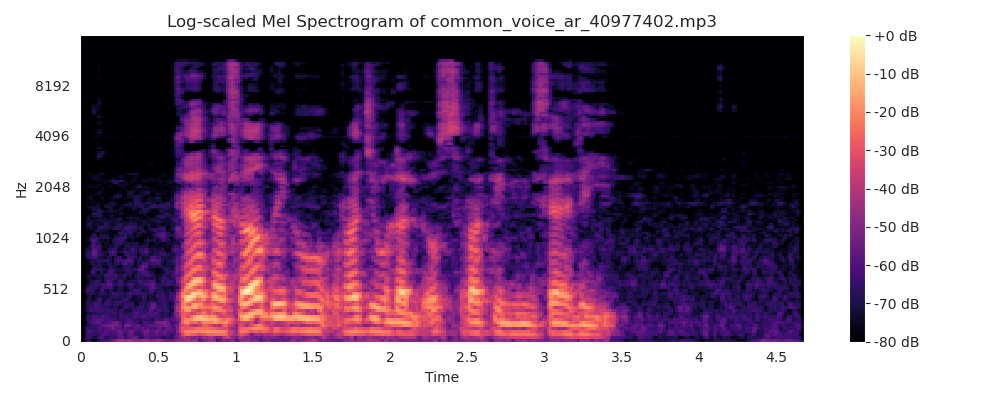 Log-scaled Mel Spectrogram of common_voice_ar_40977402.mp3
8192
4096
2048
1024
512
0
Hz
0 0.5 1 1.5 2 2.5 3 3.5 4 4.5
Time
+0 dB
-10 dB
-20 dB
-30 dB
-40 dB
-50 dB
-60 dB
-70 dB
-80 dB